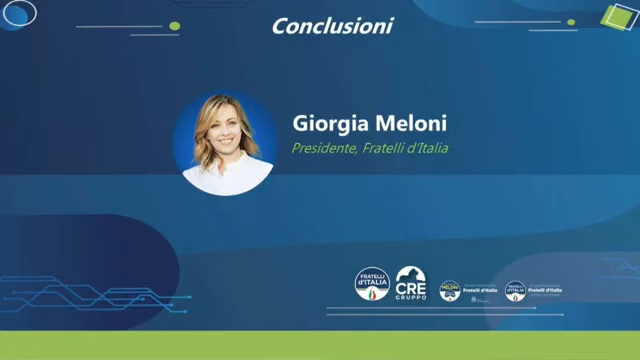 Conclusioni
Giorgia Meloni
Presidente, Fratelli d'Italia
FRATELLI
d'ITALIA
CRE
GRUPPO
MELONI
Fratelli d'Italia
FRATELLI
d'ITALIA
Fratelli d'Italia